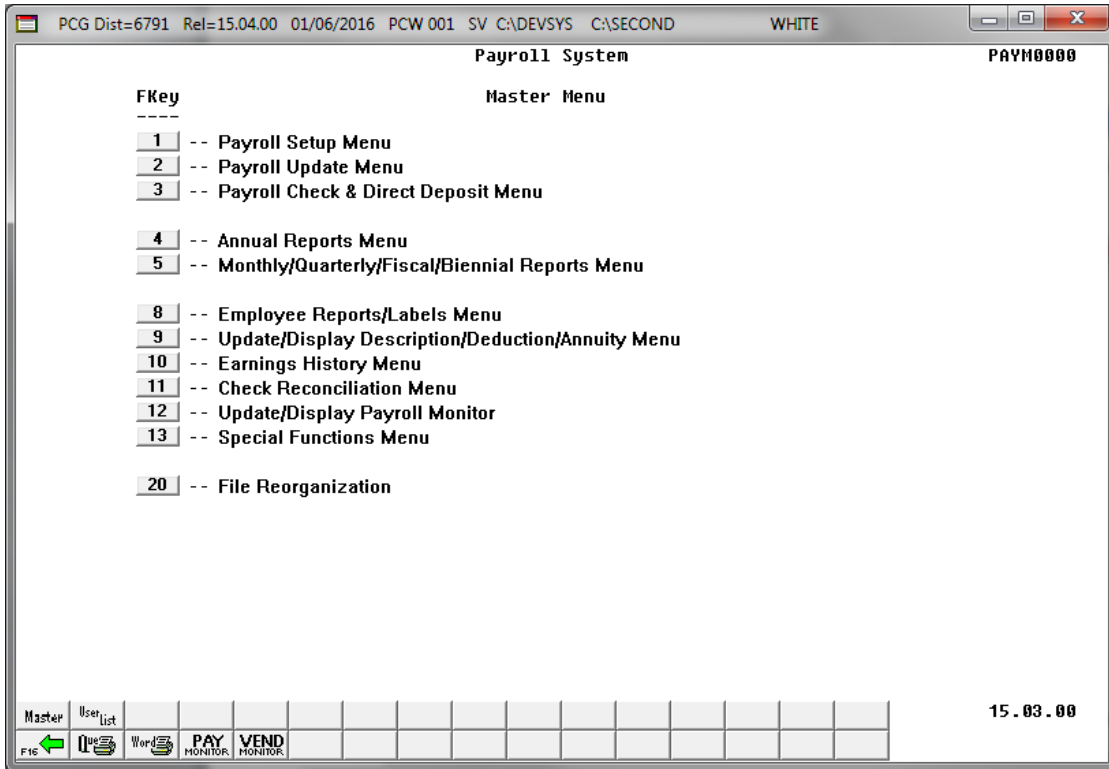 PCG Dist=6791 Rel=15.04.00 01/06/2016 PCW 001 SV C:\DEVSYS C:\SECOND WHITE
Payroll System PAYM0000
FKey Master Menu
----
1 -- Payroll Setup Menu
2 -- Payroll Update Menu
3 -- Payroll Check & Direct Deposit Menu
4 -- Annual Reports Menu
5 -- Monthly/Quarterly/Fiscal/Biennial Reports Menu
8 -- Employee Reports/Labels Menu
9 -- Update/Display Description/Deduction/Annuity Menu
10 -- Earnings History Menu
11 -- Check Reconciliation Menu
12 -- Update/Display Payroll Monitor
13 -- Special Functions Menu
20 -- File Reorganization
Master User List 15.03.00
F16 Que Word PAY MONITOR VEND MONITOR